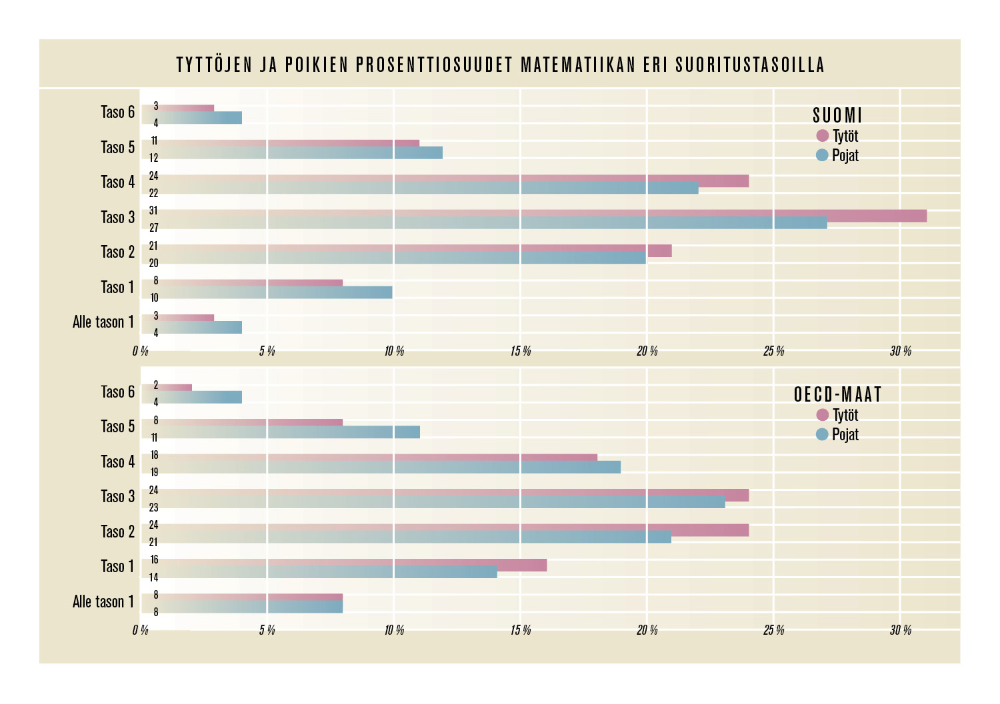 TYTTÖJEN JA POIKIEN PROSENTTIOSUUDET MATEMATIIKAN ERI SUORITUSTASOILLA
SUOMI
Tytöt
Pojat
Taso 6
3
4
Taso 5
11
12
Taso 4
24
22
Taso 3
31
27
Taso 2
21
20
Taso 1
8
10
Alle tason 1
3
4
0 % 5 % 10 % 15 % 20 % 25 % 30 %
OECD-MAAT
Tytöt
Pojat
Taso 6
2
4
Taso 5
8
11
Taso 4
18
19
Taso 3
24
23
Taso 2
24
21
Taso 1
16
14
Alle tason 1
8
8
0 % 5 % 10 % 15 % 20 % 25 % 30 %